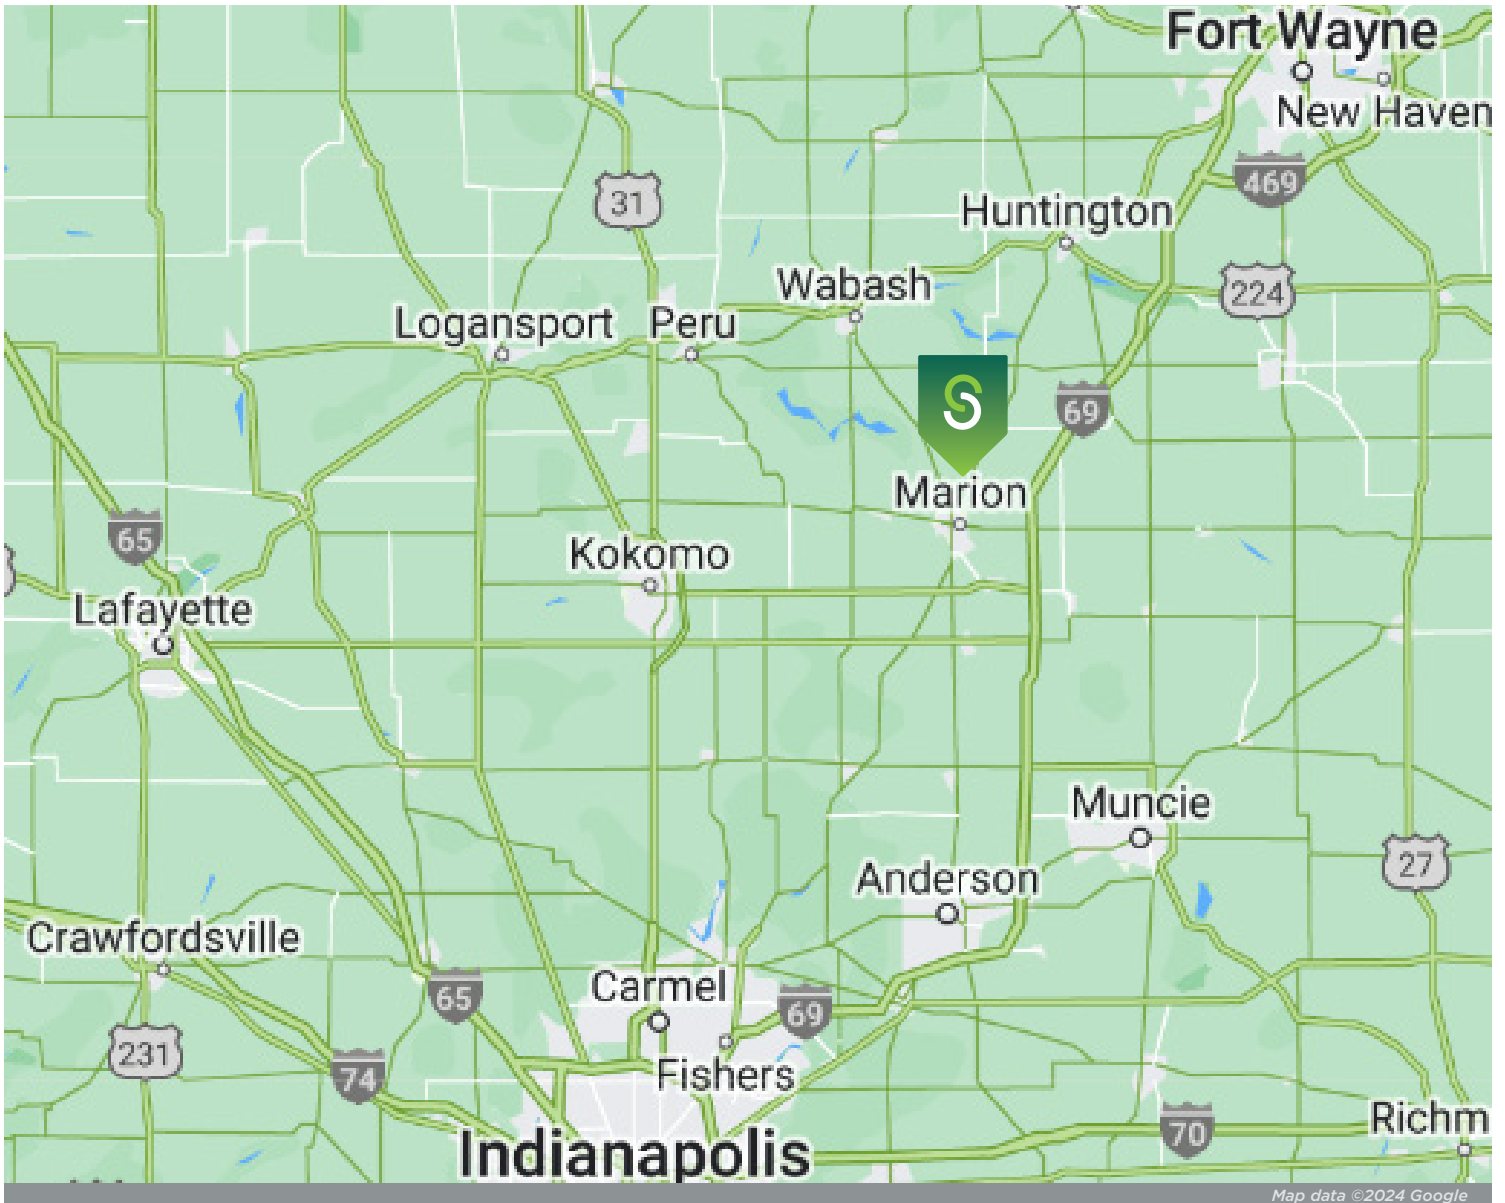 Fort Wayne
New Haven
469
31
Huntington
224
Wabash
Logansport
Peru
69
Marion
65
Kokomo
Lafayette
Muncie
27
Anderson
Crawfordsville
Carmel
65
69
231
Fishers
74
Richm
70
Indianapolis
Map data ©2024 Google